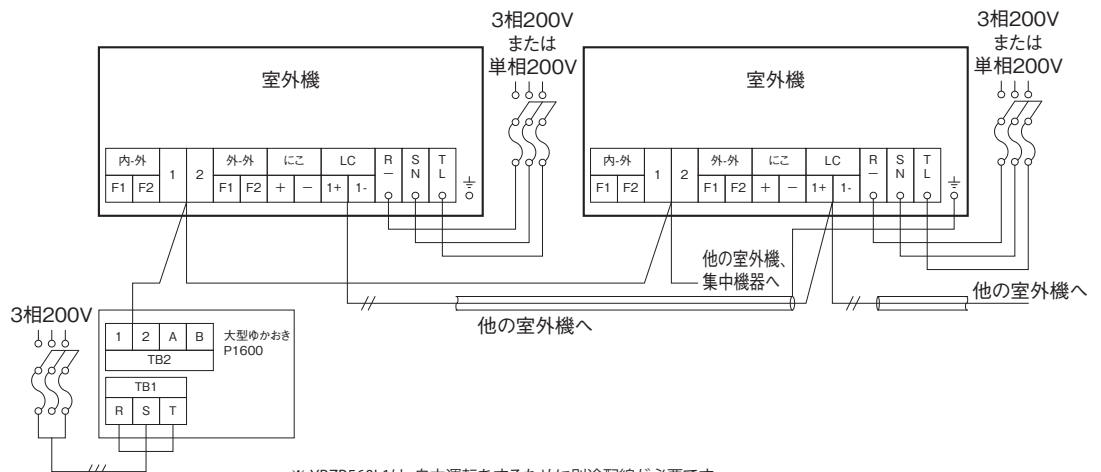 3相200V
または
単相200V
室外機
内-外
F1
F2
1
2
外-外
F1
F2
にこ
+
−
LC
1+
1-
R
−
S
N
T
L
3相200V
または
単相200V
室外機
内-外
F1
F2
1
2
外-外
F1
F2
にこ
+
−
LC
1+
1-
R
−
S
N
T
L
他の室外機、
集中機器へ
他の室外機へ
他の室外機へ
3相200V
1
2
A
B
TB2
大型ゆかおき
P1600
TB1
R
S
T